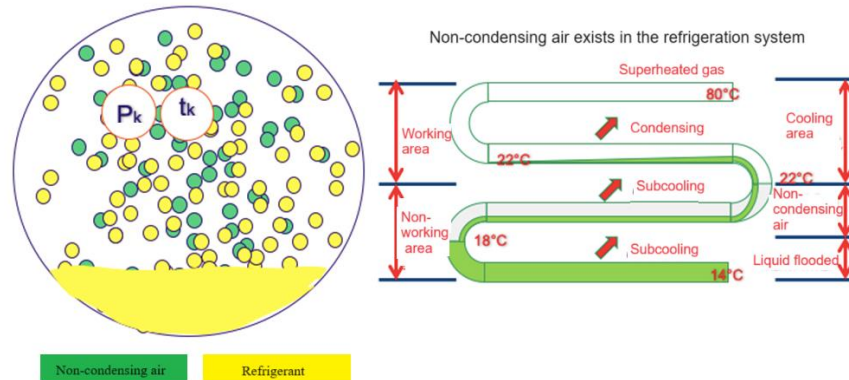 Non-condensing air exists in the refrigeration system
Pk
tk
Superheated gas
80°C
Working
area
Condensing
Cooling
area
22°C
22°C
Subcooling
Non-
working
area
Non-
condensing
air
18°C
Subcooling
Liquid flooded
14°C
Non-condensing air
Refrigerant